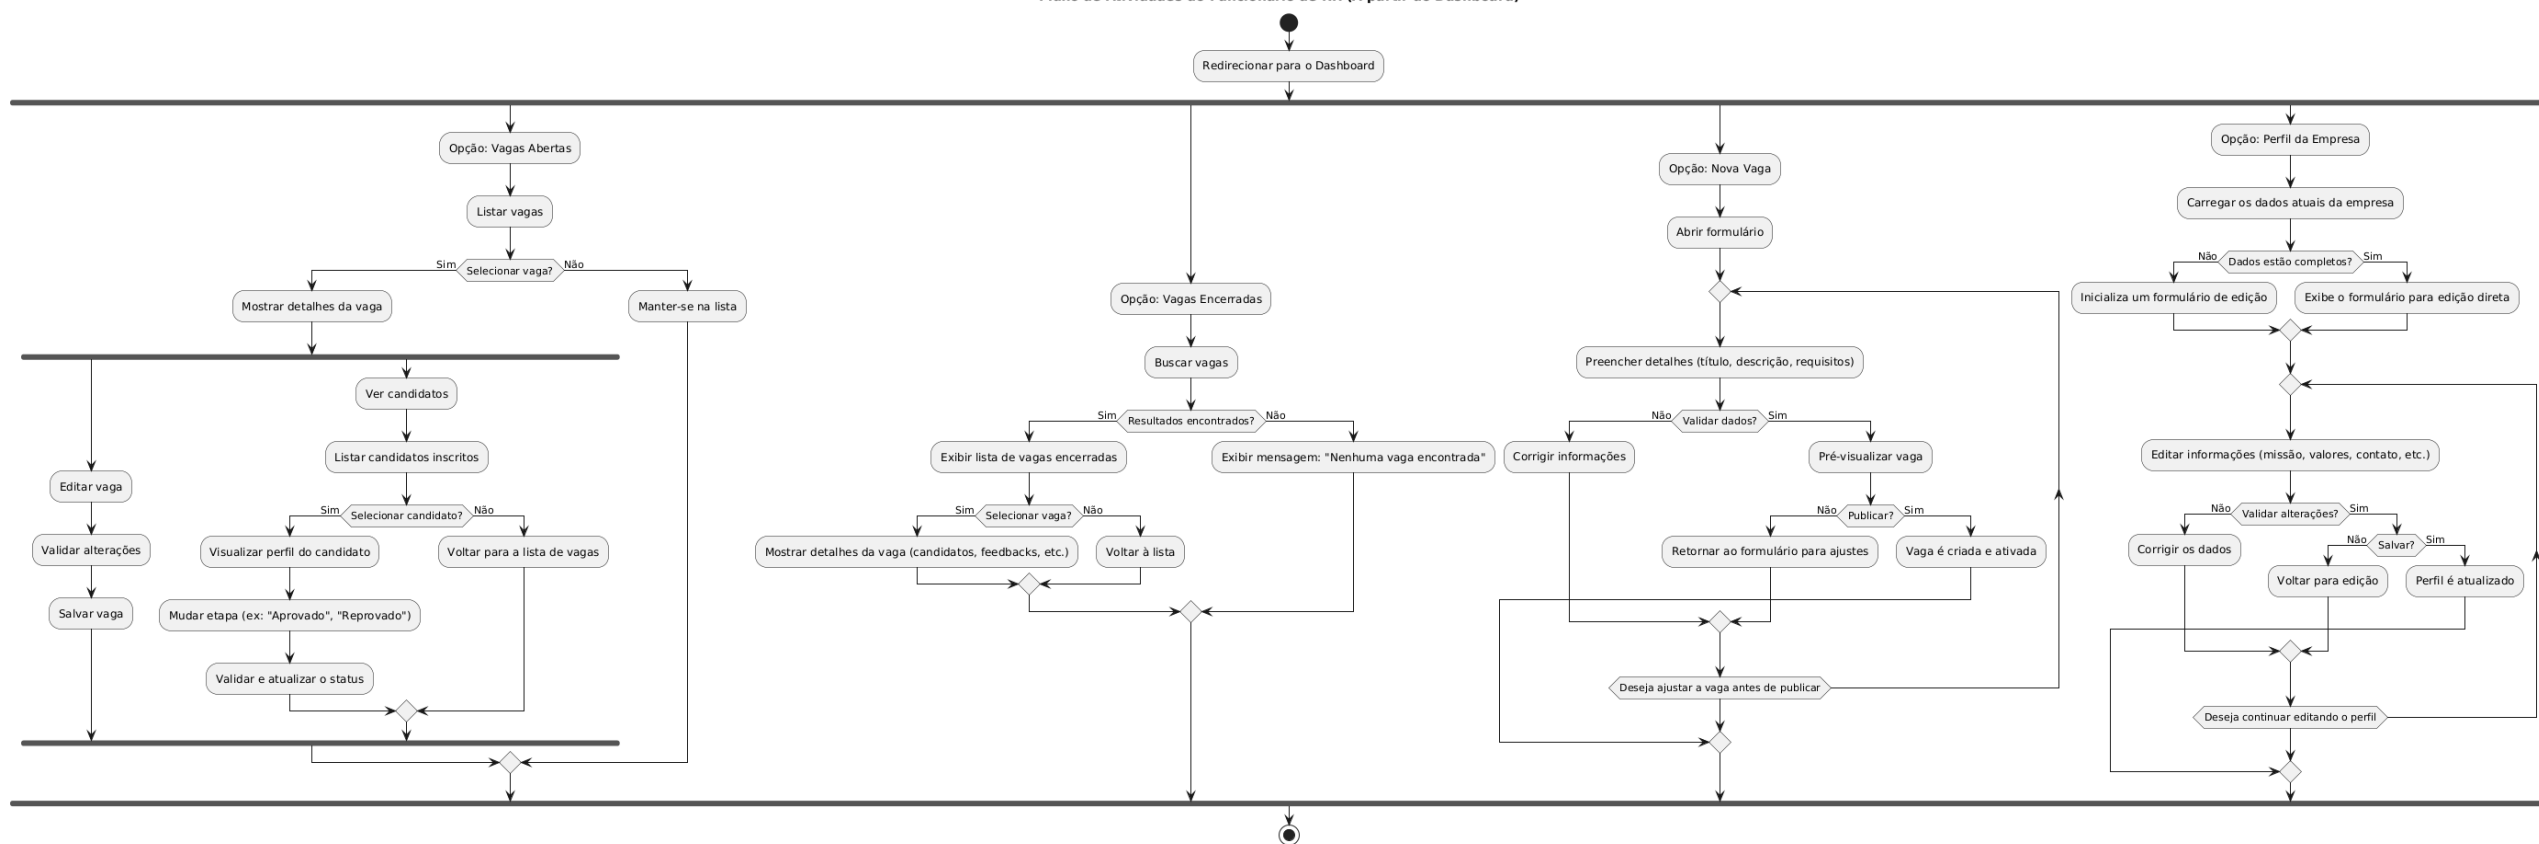 Redirecionar para o Dashboard
Opção: Vagas Abertas
Listar vagas
Selecionar vaga?
Sim
Não
Mostrar detalhes da vaga
Manter-se na lista
Editar vaga
Validar alterações
Salvar vaga
Ver candidatos
Listar candidatos inscritos
Selecionar candidato?
Sim
Não
Visualizar perfil do candidato
Voltar para a lista de vagas
Mudar etapa (ex: "Aprovado", "Reprovado")
Validar e atualizar o status
Opção: Vagas Encerradas
Buscar vagas
Resultados encontrados?
Sim
Não
Exibir lista de vagas encerradas
Exibir mensagem: "Nenhuma vaga encontrada"
Selecionar vaga?
Sim
Não
Mostrar detalhes da vaga (candidatos, feedbacks, etc.)
Voltar à lista
Opção: Nova Vaga
Abrir formulário
Preencher detalhes (título, descrição, requisitos)
Validar dados?
Não
Sim
Corrigir informações
Pré-visualizar vaga
Publicar?
Não
Sim
Retornar ao formulário para ajustes
Vaga é criada e ativada
Deseja ajustar a vaga antes de publicar
Opção: Perfil da Empresa
Carregar os dados atuais da empresa
Dados estão completos?
Não
Sim
Inicializa um formulário de edição
Exibe o formulário para edição direta
Editar informações (missão, valores, contato, etc.)
Validar alterações?
Não
Sim
Corrigir os dados
Salvar?
Não
Sim
Voltar para edição
Perfil é atualizado
Deseja continuar editando o perfil